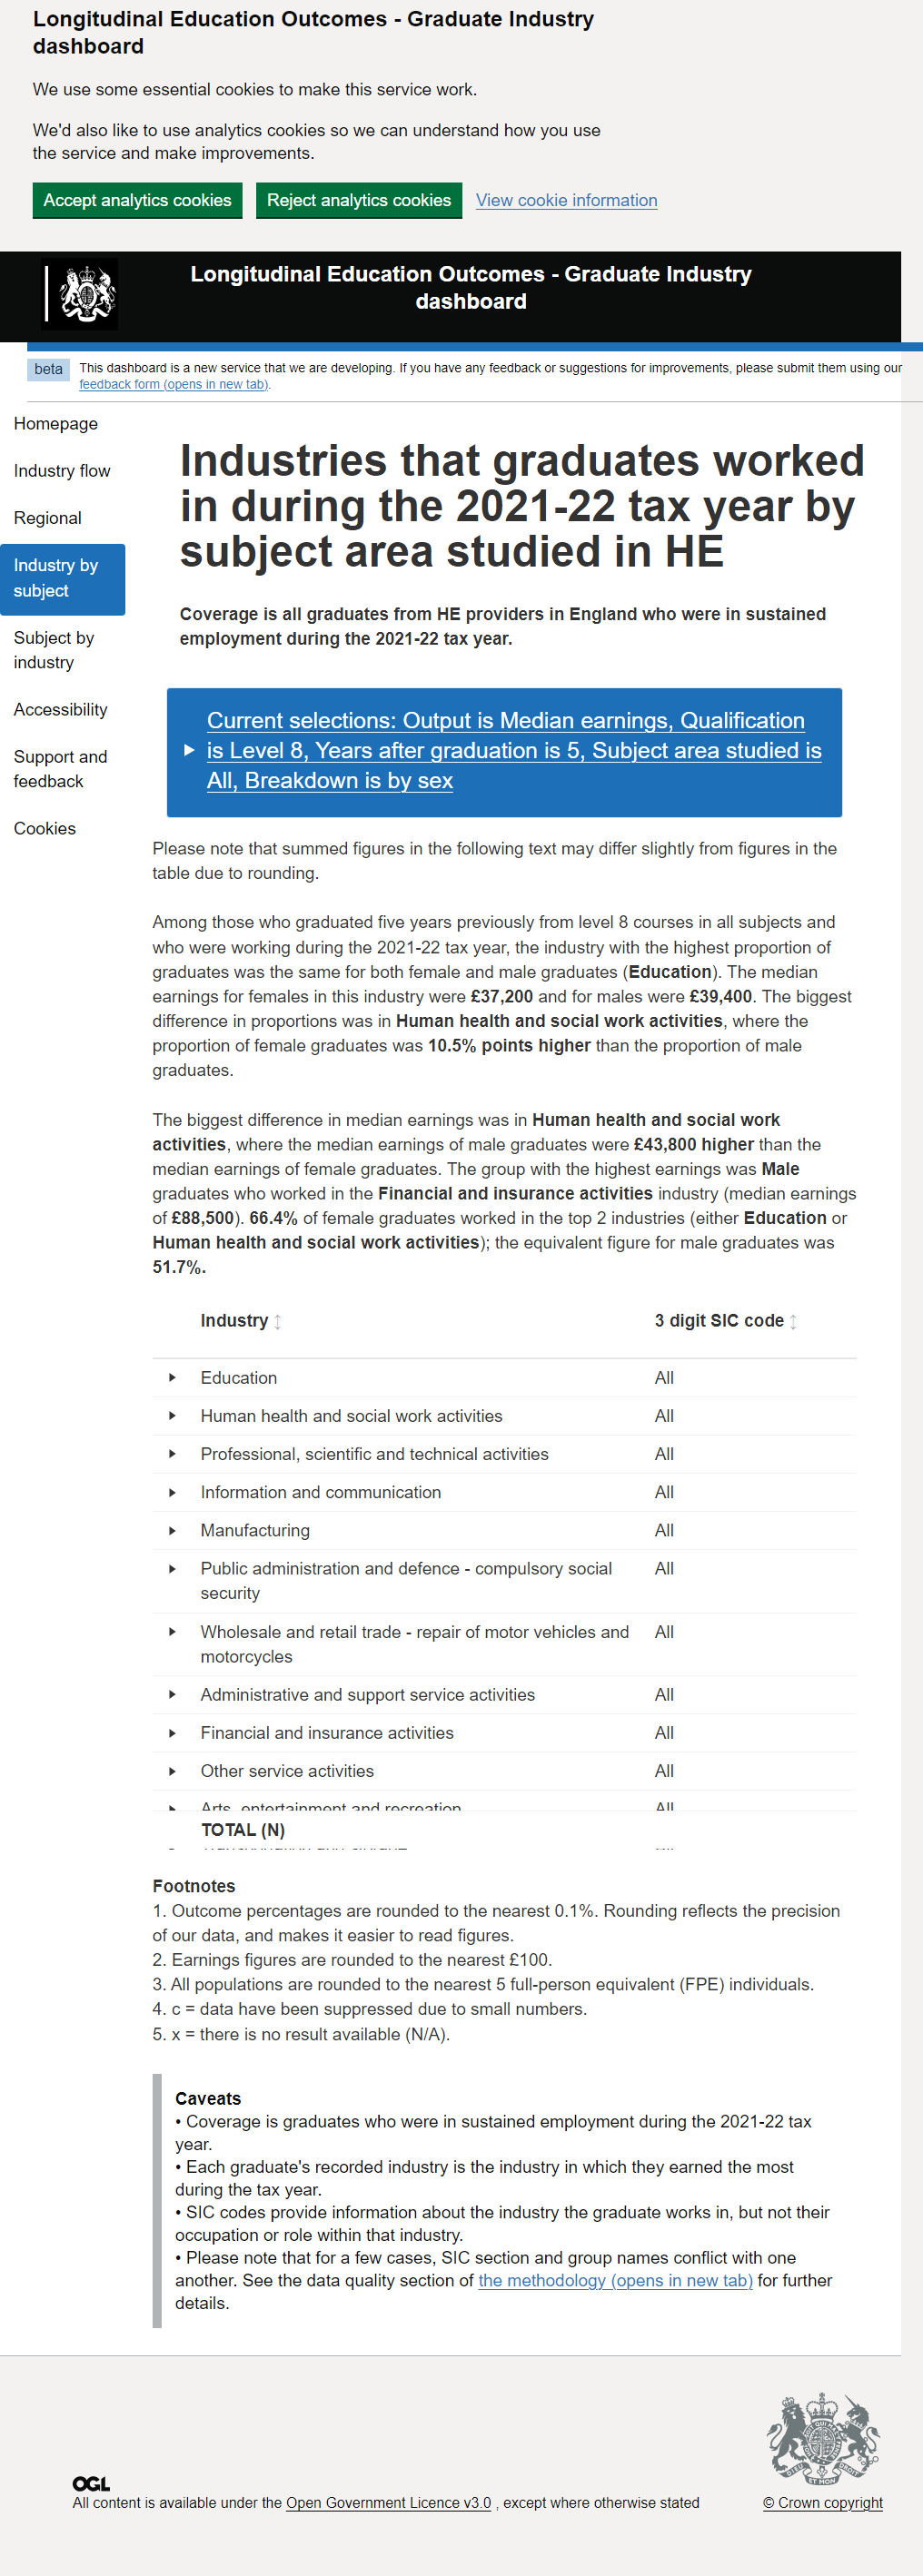 Longitudinal Education Outcomes - Graduate Industry
dashboard
We use some essential cookies to make this service work.
We'd also like to use analytics cookies so we can understand how you use
the service and make improvements.
Accept analytics cookies Reject analytics cookies View cookie information
Longitudinal Education Outcomes - Graduate Industry
dashboard
beta This dashboard is a new service that we are developing. If you have any feedback or suggestions for improvements, please submit them using our
feedback form (opens in new tab).
Homepage
Industry flow
Regional
Industry by
subject
Subject by
industry
Accessibility
Support and
feedback
Cookies
Industries that graduates worked
in during the 2021-22 tax year by
subject area studied in HE
Coverage is all graduates from HE providers in England who were in sustained
employment during the 2021-22 tax year.
Current selections: Output is Median earnings, Qualification
is Level 8, Years after graduation is 5, Subject area studied is
All, Breakdown is by sex
Please note that summed figures in the following text may differ slightly from figures in the
table due to rounding.
Among those who graduated five years previously from level 8 courses in all subjects and
who were working during the 2021-22 tax year, the industry with the highest proportion of
graduates was the same for both female and male graduates (Education). The median
earnings for females in this industry were £37,200 and for males were £39,400. The biggest
difference in proportions was in Human health and social work activities, where the
proportion of female graduates was 10.5% points higher than the proportion of male
graduates.
The biggest difference in median earnings was in Human health and social work
activities, where the median earnings of male graduates were £43,800 higher than the
median earnings of female graduates. The group with the highest earnings was Male
graduates who worked in the Financial and insurance activities industry (median earnings
of £88,500). 66.4% of female graduates worked in the top 2 industries (either Education or
Human health and social work activities); the equivalent figure for male graduates was
51.7%.
Industry 3 digit SIC code
Education All
Human health and social work activities All
Professional, scientific and technical activities All
Information and communication All
Manufacturing All
Public administration and defence - compulsory social All
security
Wholesale and retail trade - repair of motor vehicles and All
motorcycles
Administrative and support service activities All
Financial and insurance activities All
Other service activities All
Arts, entertainment and recreation All
TOTAL (N)
Footnotes
1. Outcome percentages are rounded to the nearest 0.1%. Rounding reflects the precision
of our data, and makes it easier to read figures.
2. Earnings figures are rounded to the nearest £100.
3. All populations are rounded to the nearest 5 full-person equivalent (FPE) individuals.
4. c = data have been suppressed due to small numbers.
5. x = there is no result available (N/A).
Caveats
• Coverage is graduates who were in sustained employment during the 2021-22 tax
year.
• Each graduate's recorded industry is the industry in which they earned the most
during the tax year.
• SIC codes provide information about the industry the graduate works in, but not their
occupation or role within that industry.
• Please note that for a few cases, SIC section and group names conflict with one
another. See the data quality section of the methodology (opens in new tab) for further
details.
OGL
All content is available under the Open Government Licence v3.0 , except where otherwise stated
© Crown copyright